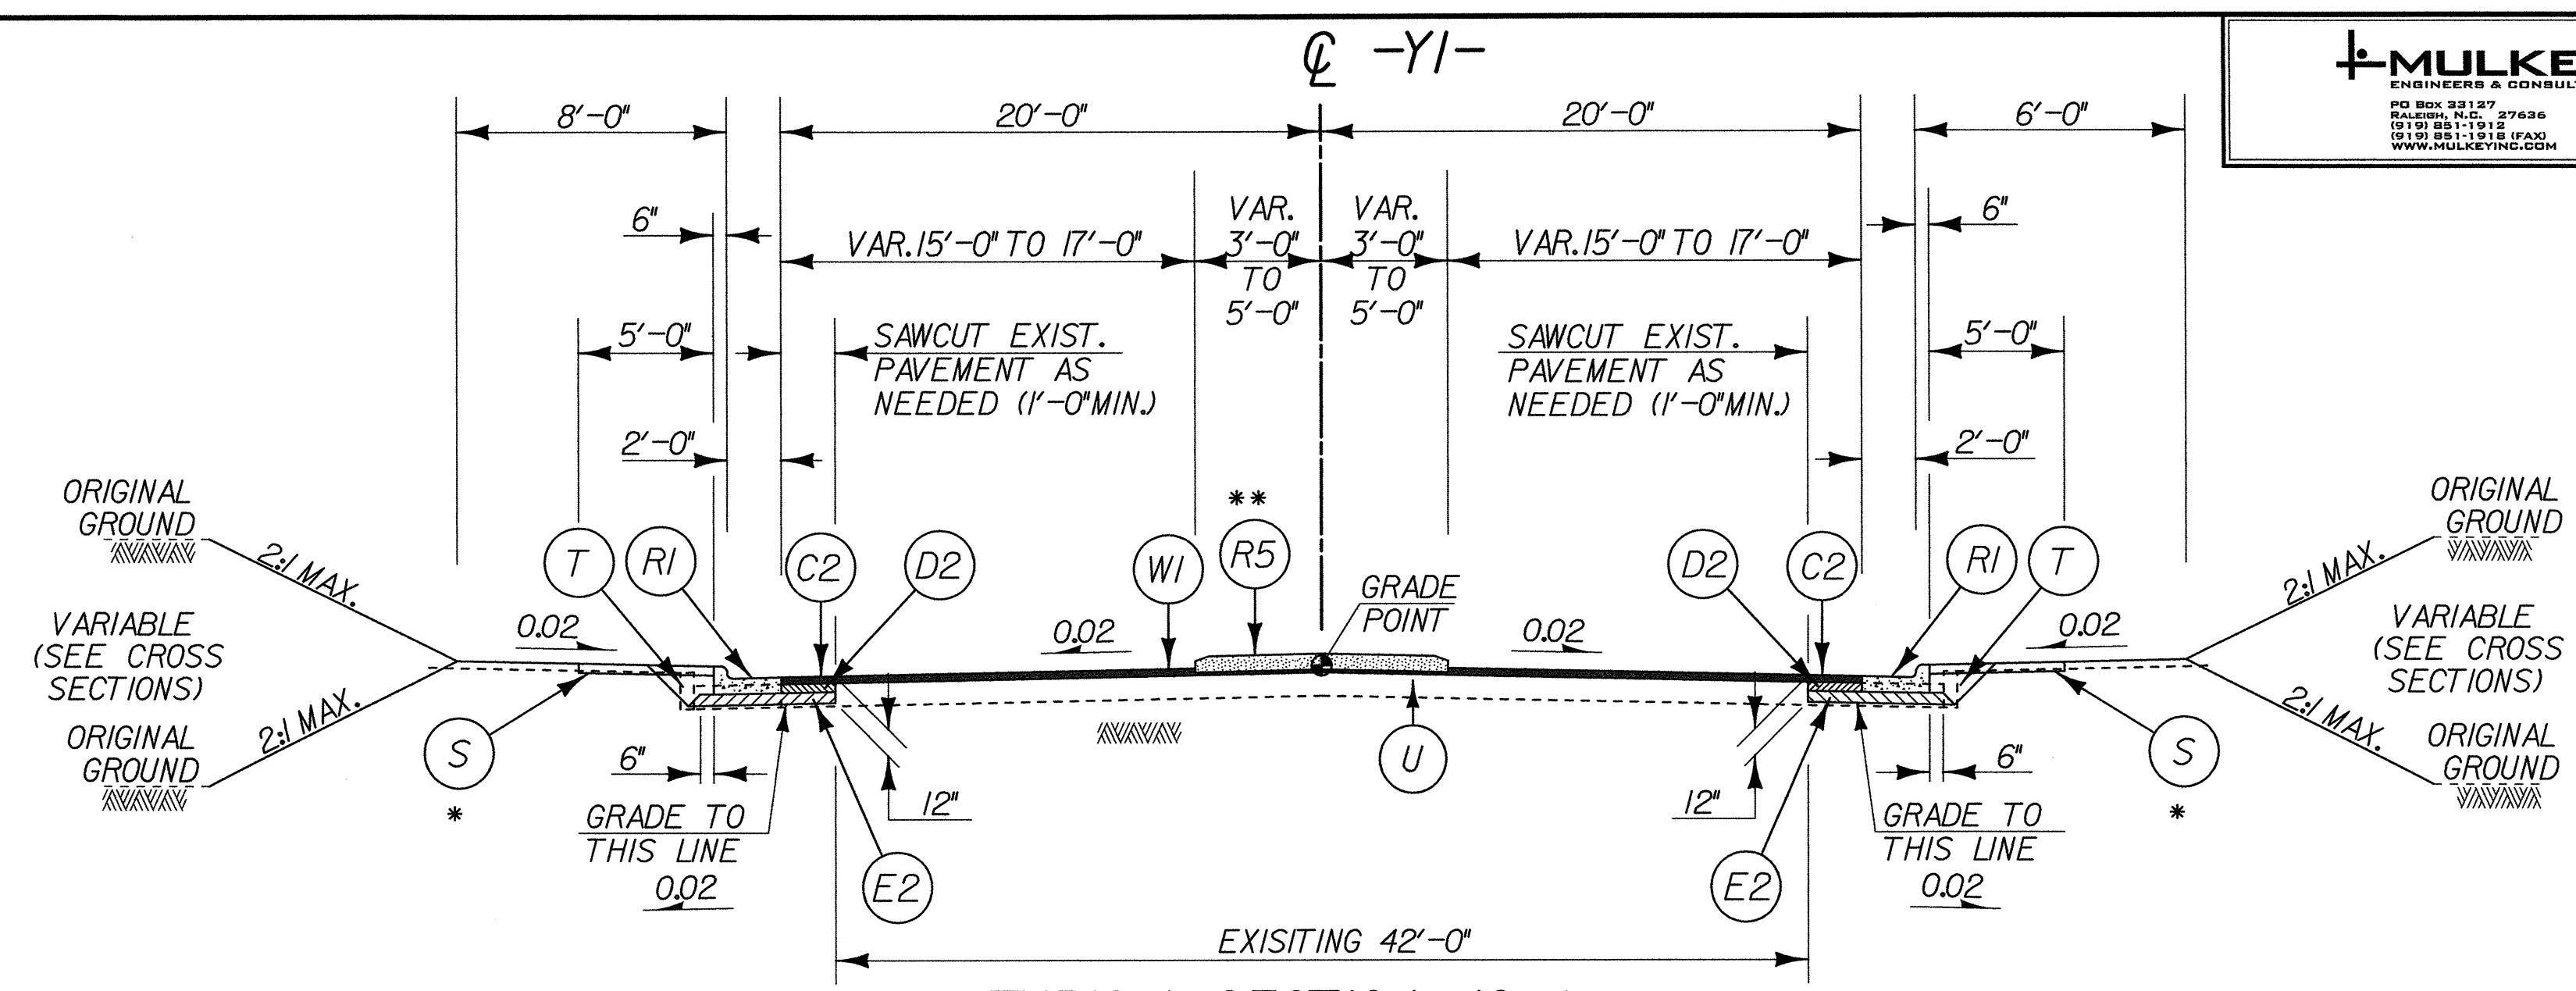 ℄ -Y1-
MULKE
ENGINEERS & CONSUL
PO BOX 33127
RALEIGH, N.C. 27636
(919) 851-1912
(919) 851-1918 (FAX)
WWW.MULKEYINC.COM
8'-0"
20'-0"
20'-0"
6'-0"
6"
VAR. 15'-0" TO 17'-0"
VAR.
3'-0"
TO
5'-0"
VAR.
3'-0"
TO
5'-0"
VAR. 15'-0" TO 17'-0"
6"
5'-0"
SAWCUT EXIST.
PAVEMENT AS
NEEDED (1'-0" MIN.)
SAWCUT EXIST.
PAVEMENT AS
NEEDED (1'-0" MIN.)
5'-0"
2'-0"
2'-0"
ORIGINAL
GROUND
2:1 MAX.
VARIABLE
(SEE CROSS
SECTIONS)
2:1 MAX.
ORIGINAL
GROUND
T
R1
C2
D2
W1
**
R5
GRADE
POINT
D2
C2
R1
T
ORIGINAL
GROUND
2:1 MAX.
VARIABLE
(SEE CROSS
SECTIONS)
2:1 MAX.
ORIGINAL
GROUND
0.02
0.02
0.02
0.02
S
*
6"
GRADE TO
THIS LINE
0.02
E2
12"
U
12"
E2
GRADE TO
THIS LINE
0.02
6"
S
*
EXISITING 42'-0"